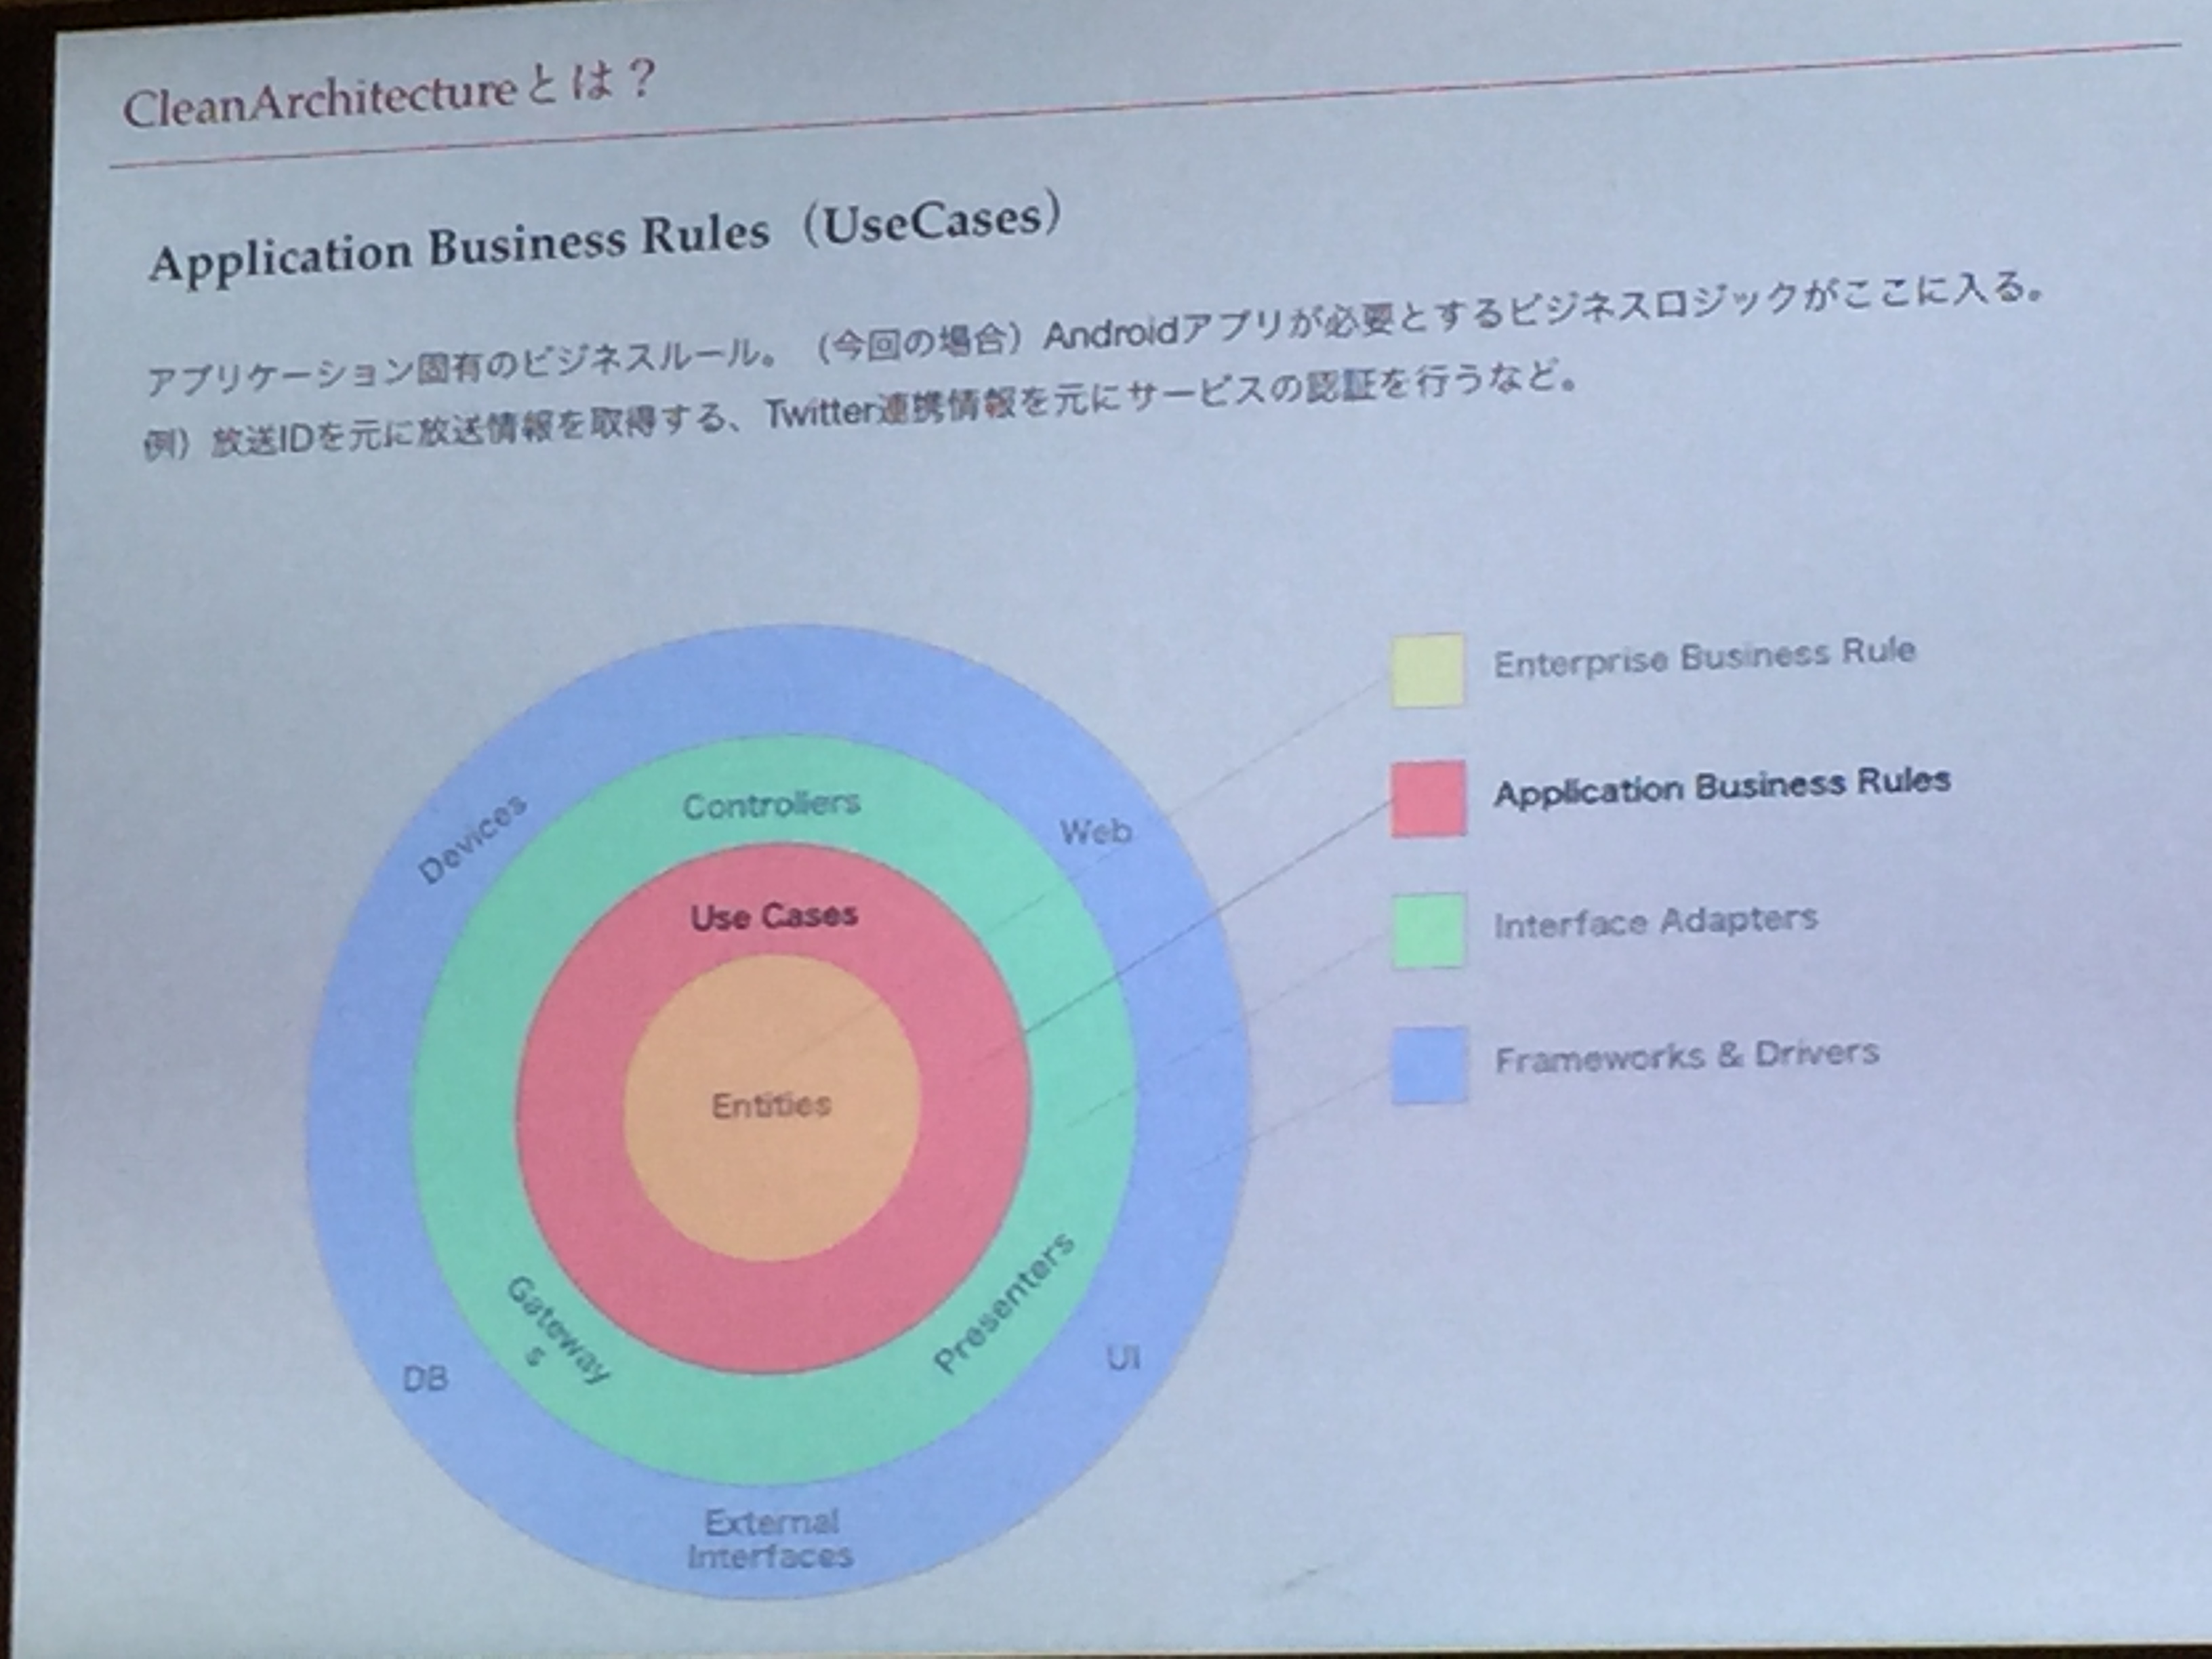 CleanArchitectureとは？
Application Business Rules（UseCases）
アプリケーション固有のビジネスルール。（今回の場合）Androidアプリが必要とするビジネスロジックがここに入る。
例）放送IDを元に放送情報を取得する、Twitter連携情報を元にサービスの認証を行うなど。
Enterprise Business Rule
Application Business Rules
Interface Adapters
Frameworks & Drivers
Devices
Controllers
Web
Use Cases
Entities
Gateway
s
Presenters
DB
UI
External
Interfaces